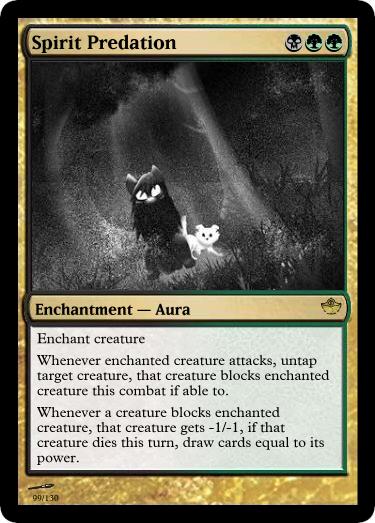 Spirit Predation
Enchantment — Aura
Enchant creature
Whenever enchanted creature attacks, untap
target creature, that creature blocks enchanted
creature this combat if able to.
Whenever a creature blocks enchanted
creature, that creature gets -1/-1, if that
creature dies this turn, draw cards equal to its
power.
99/130